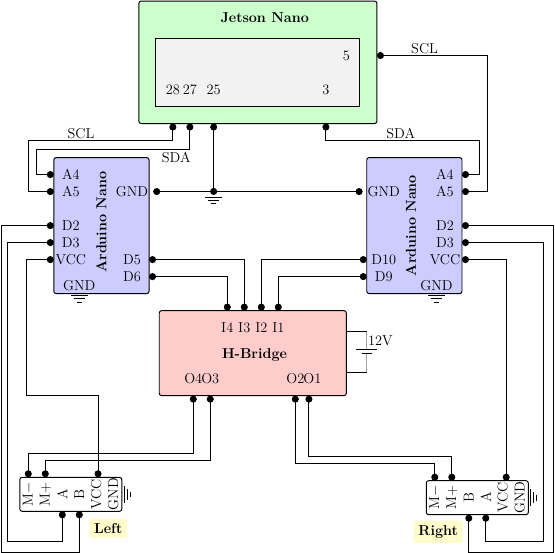 Jetson Nano
5
28 27 25 3
SCL
SCL
SDA
SDA
A4
A5
GND
D2
D3
VCC
D5
D6
GND
Arduino Nano
GND
A4
A5
D2
D3
D10
VCC
D9
GND
Arduino Nano
I4 I3 I2 I1
H-Bridge
O4O3 O2O1
12V
M− M+ A B VCC GND
Left
M− M+ B A VCC GND
Right